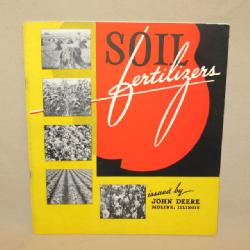 SOIL
fertilizers
issued by
JOHN DEERE
MOLINE, ILLINOIS